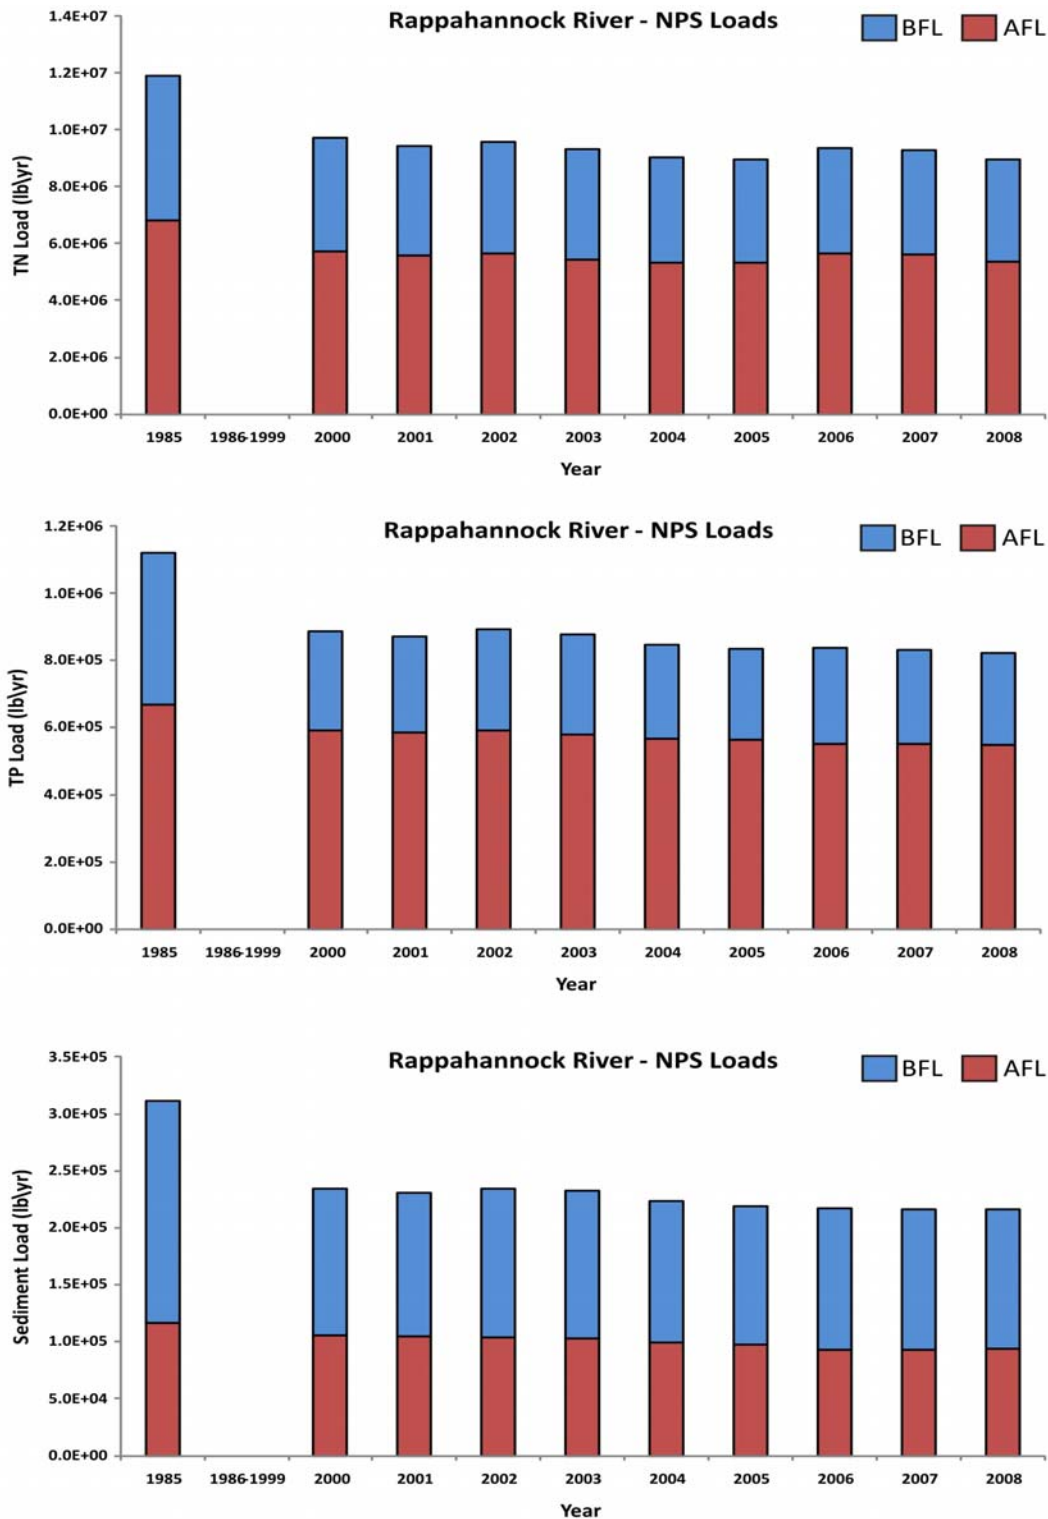 Rappahannock River - NPS Loads
BFL AFL
TN Load (lb\yr)
1.4E+07
1.2E+07
1.0E+07
8.0E+06
6.0E+06
4.0E+06
2.0E+06
0.0E+00
1985 1986-1999 2000 2001 2002 2003 2004 2005 2006 2007 2008
Year
Rappahannock River - NPS Loads
BFL AFL
TP Load (lb\yr)
1.2E+06
1.0E+06
8.0E+05
6.0E+05
4.0E+05
2.0E+05
0.0E+00
1985 1986-1999 2000 2001 2002 2003 2004 2005 2006 2007 2008
Year
Rappahannock River - NPS Loads
BFL AFL
Sediment Load (lb\yr)
3.5E+05
3.0E+05
2.5E+05
2.0E+05
1.5E+05
1.0E+05
5.0E+04
0.0E+00
1985 1986-1999 2000 2001 2002 2003 2004 2005 2006 2007 2008
Year